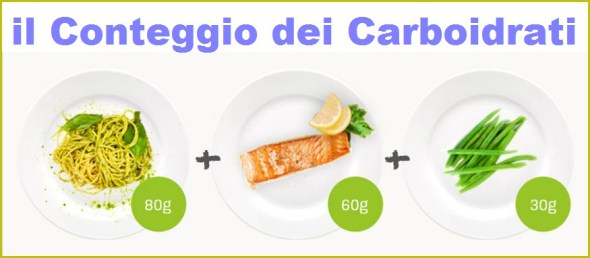 il Conteggio dei Carboidrati
80g
60g
30g